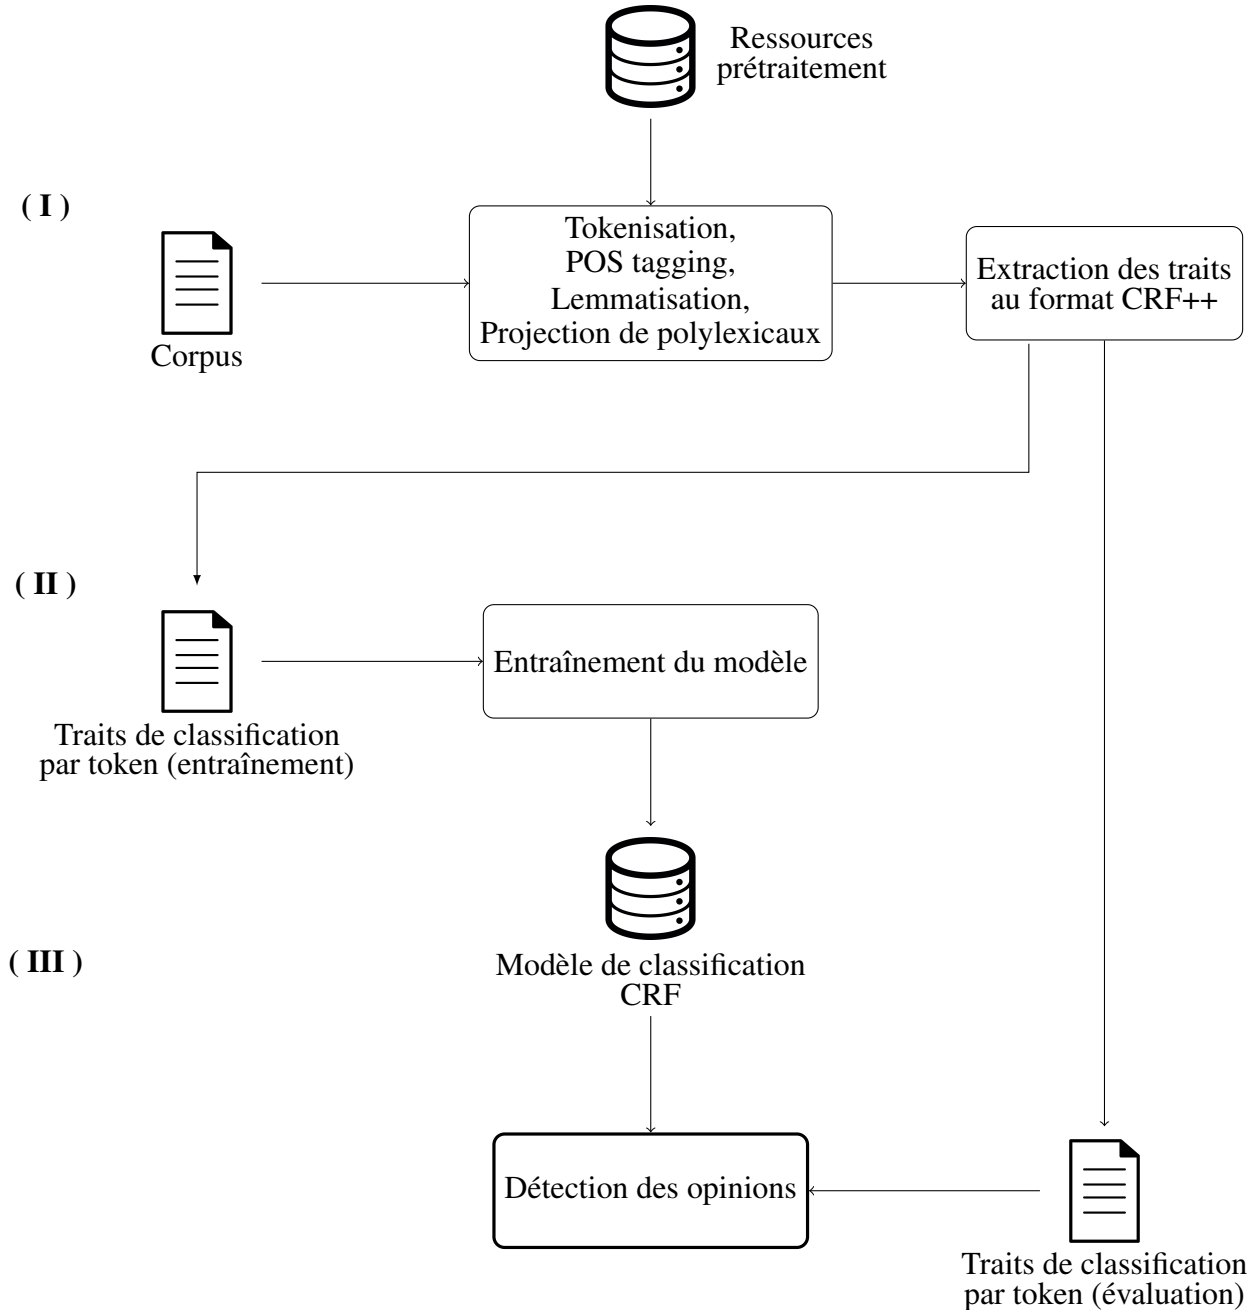 Ressources
prétraitement
( I )
Tokenisation,
POS tagging,
Lemmatisation,
Projection de polylexicaux
Extraction des traits
au format CRF++
Corpus
( II )
Entraînement du modèle
Traits de classification
par token (entraînement)
( III )
Modèle de classification
CRF
Détection des opinions
Traits de classification
par token (évaluation)